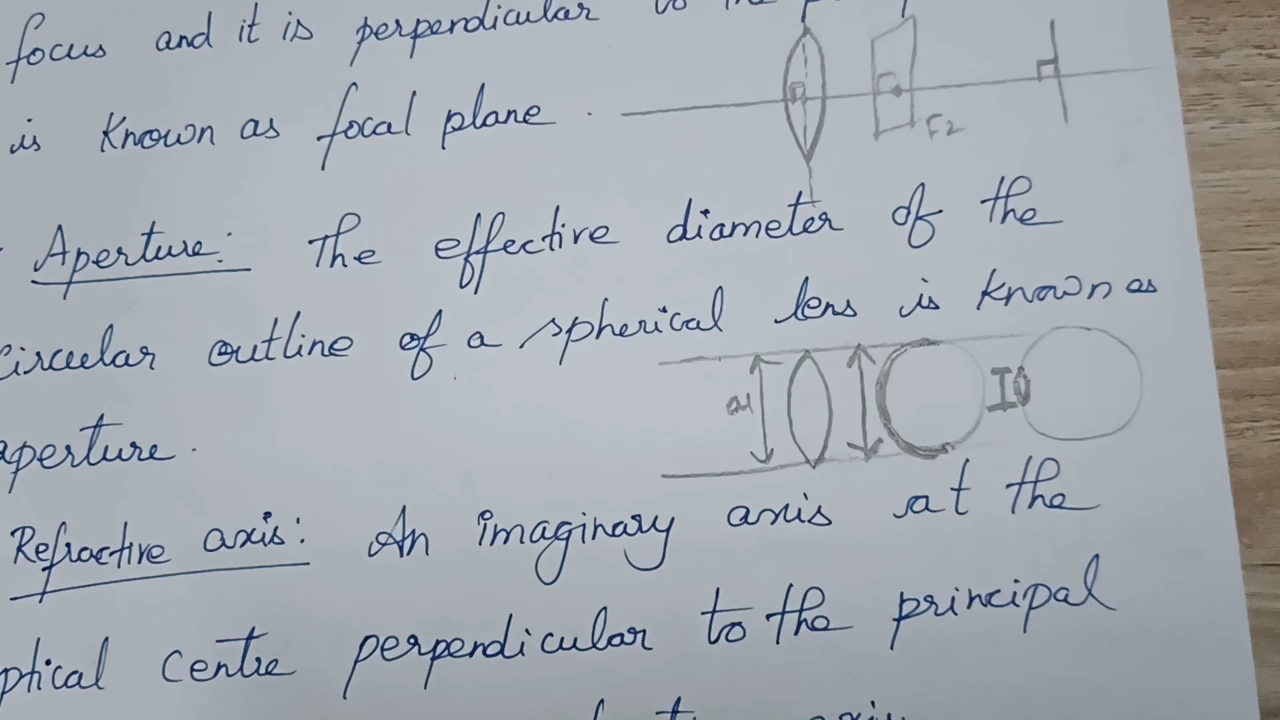 focus and it is perpendicular to the
is known as focal plane.
F2
Aperture: The effective diameter of the
circular outline of a spherical lens is known as
aperture.
Refractive axis: An imaginary axis at the
ptical centre perpendicular to the principal